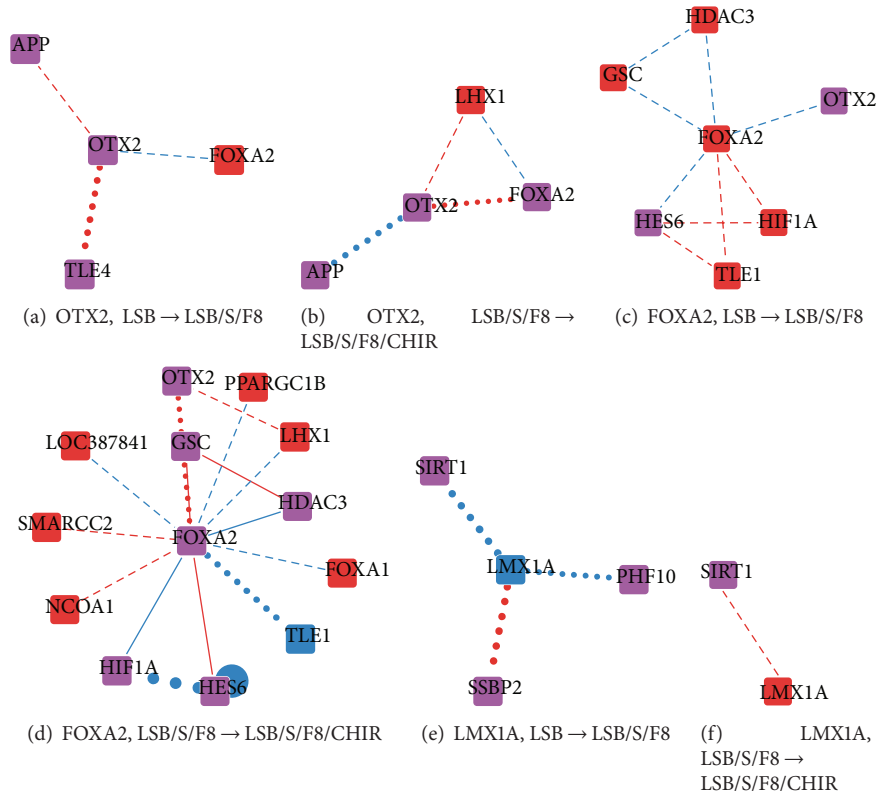 APP
OTX2
FOXA2
TLE4
(a) OTX2, LSB → LSB/S/F8
LHX1
OTX2
FOXA2
APP
(b) OTX2, LSB/S/F8 →
LSB/S/F8/CHIR
HDAC3
GSC
OTX2
FOXA2
HES6
HIF1A
TLE1
(c) FOXA2, LSB → LSB/S/F8
OTX2
PPARGC1B
LOC387841
GSC
LHX1
HDAC3
SMARCC2
FOXA2
FOXA1
NCOA1
TLE1
HIF1A
HES6
(d) FOXA2, LSB/S/F8 → LSB/S/F8/CHIR
SIRT1
LMX1A
PHF10
SSBP2
(e) LMX1A, LSB → LSB/S/F8
SIRT1
LMX1A
(f) LMX1A,
LSB/S/F8 →
LSB/S/F8/CHIR